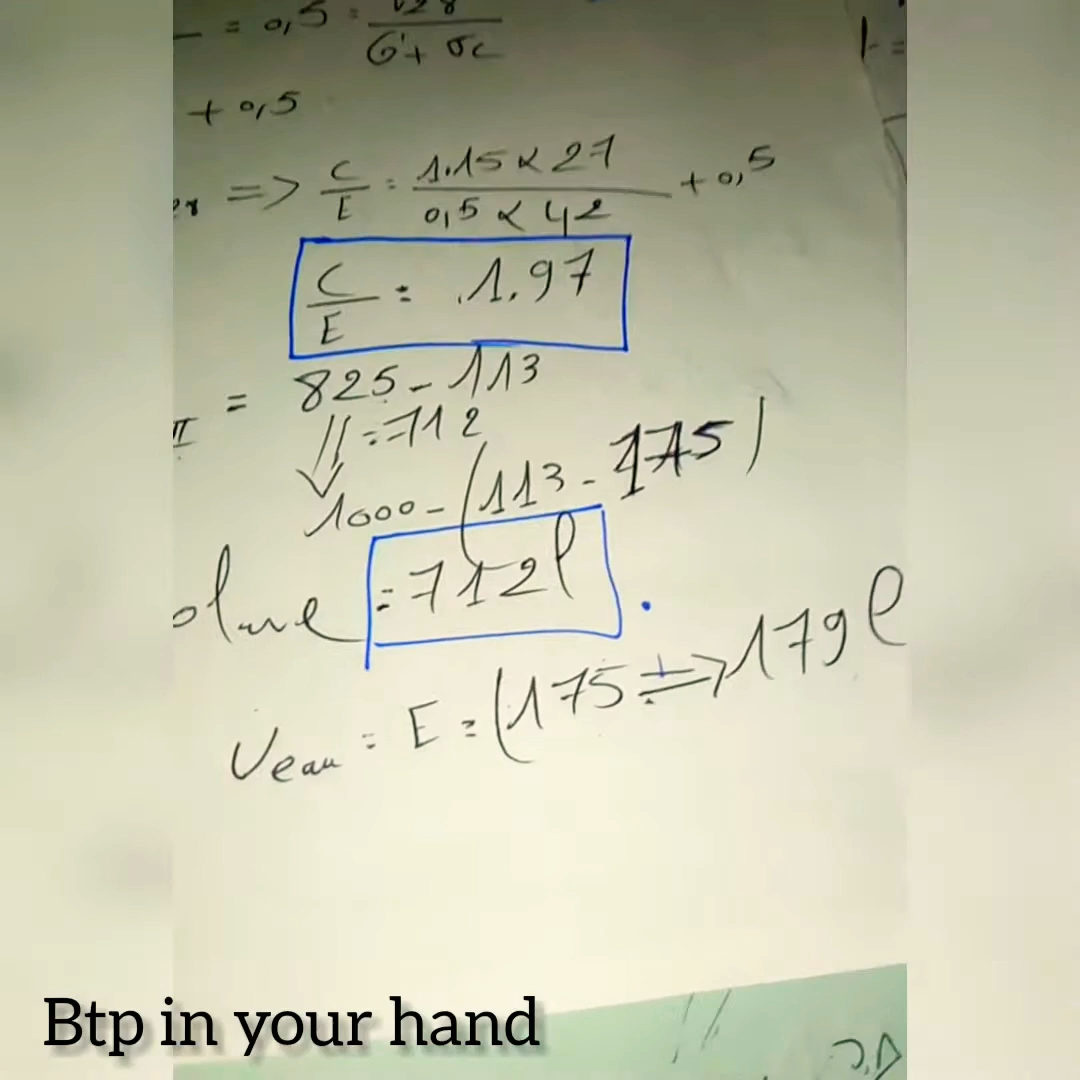 = 0,5 =
σ'+ σc
+ 0,5
=> C/E = 1.15 x 27 / 0,5 x 42 + 0,5
C/E = 1.97
= 825 - 113
= 712
1000 - (113 - 175)
= 712 l
Veau = E = (175 => 179 l
Btp in your hand